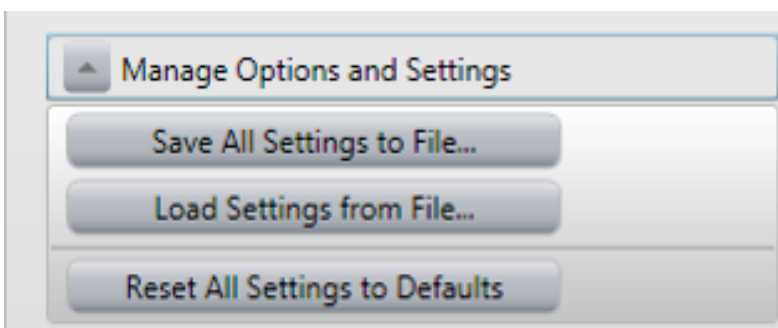 Manage Options and Settings
Save All Settings to File...
Load Settings from File...
Reset All Settings to Defaults